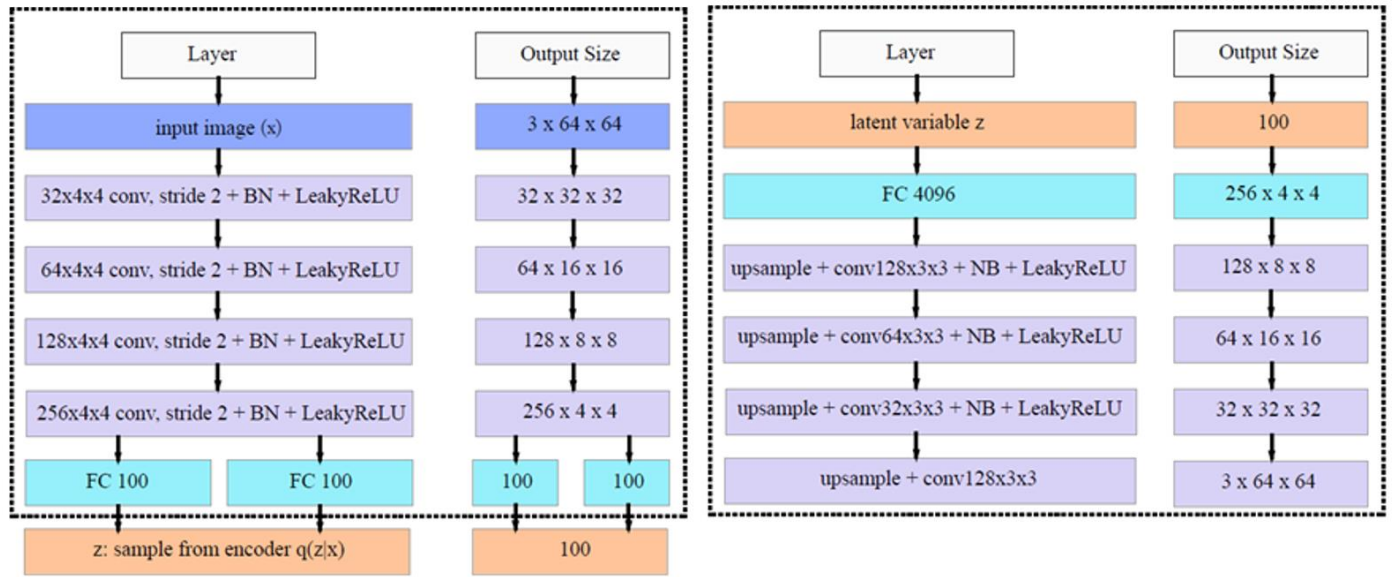 Layer
Output Size
input image (x)
3 x 64 x 64
32x4x4 conv, stride 2 + BN + LeakyReLU
32 x 32 x 32
64x4x4 conv, stride 2 + BN + LeakyReLU
64 x 16 x 16
128x4x4 conv, stride 2 + BN + LeakyReLU
128 x 8 x 8
256x4x4 conv, stride 2 + BN + LeakyReLU
256 x 4 x 4
FC 100
FC 100
100
100
z: sample from encoder q(z|x)
100
Layer
Output Size
latent variable z
100
FC 4096
256 x 4 x 4
upsample + conv128x3x3 + NB + LeakyReLU
128 x 8 x 8
upsample + conv64x3x3 + NB + LeakyReLU
64 x 16 x 16
upsample + conv32x3x3 + NB + LeakyReLU
32 x 32 x 32
upsample + conv128x3x3
3 x 64 x 64